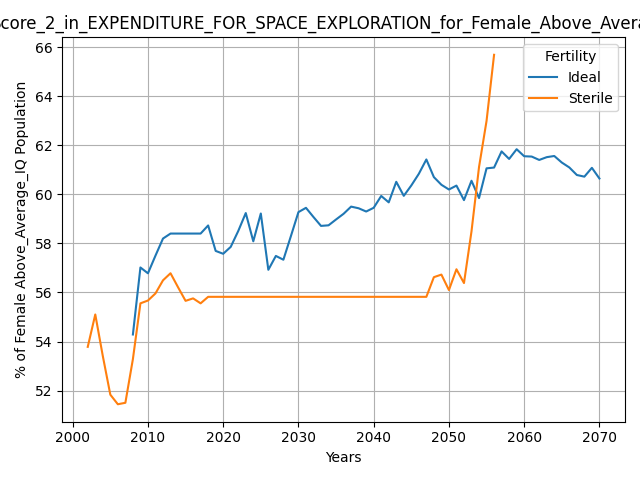 core_2_in_EXPENDITURE_FOR_SPACE_EXPLORATION_for_Female_Above_Avera
Fertility
Ideal
Sterile
% of Female Above_Average_IQ Population
66
64
62
60
58
56
54
52
2000
2010
2020
2030
2040
2050
2060
2070
Years